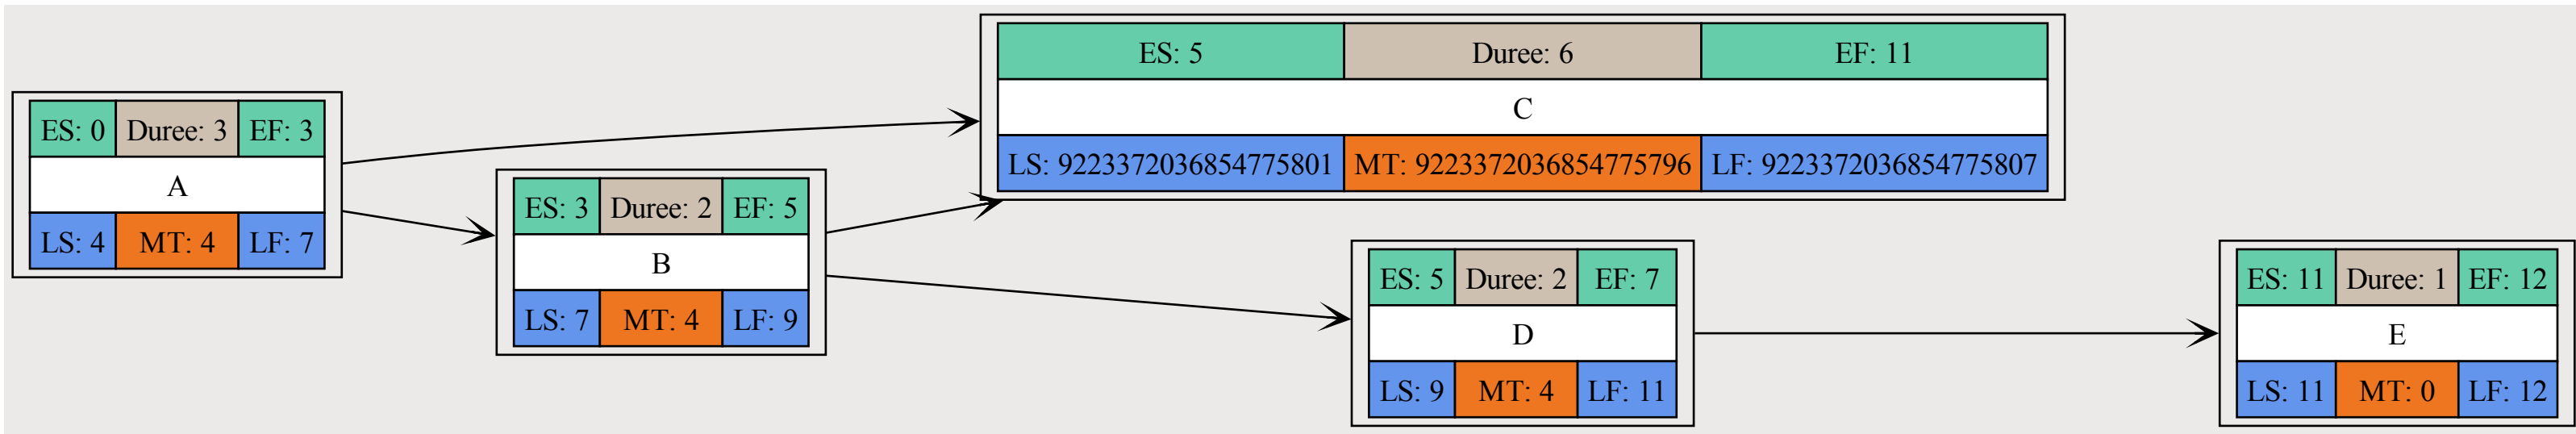 ES: 0 Duree: 3 EF: 3
A
LS: 4 MT: 4 LF: 7
ES: 3 Duree: 2 EF: 5
B
LS: 7 MT: 4 LF: 9
ES: 5 Duree: 6 EF: 11
C
LS: 9223372036854775801 MT: 9223372036854775796 LF: 9223372036854775807
ES: 5 Duree: 2 EF: 7
D
LS: 9 MT: 4 LF: 11
ES: 11 Duree: 1 EF: 12
E
LS: 11 MT: 0 LF: 12